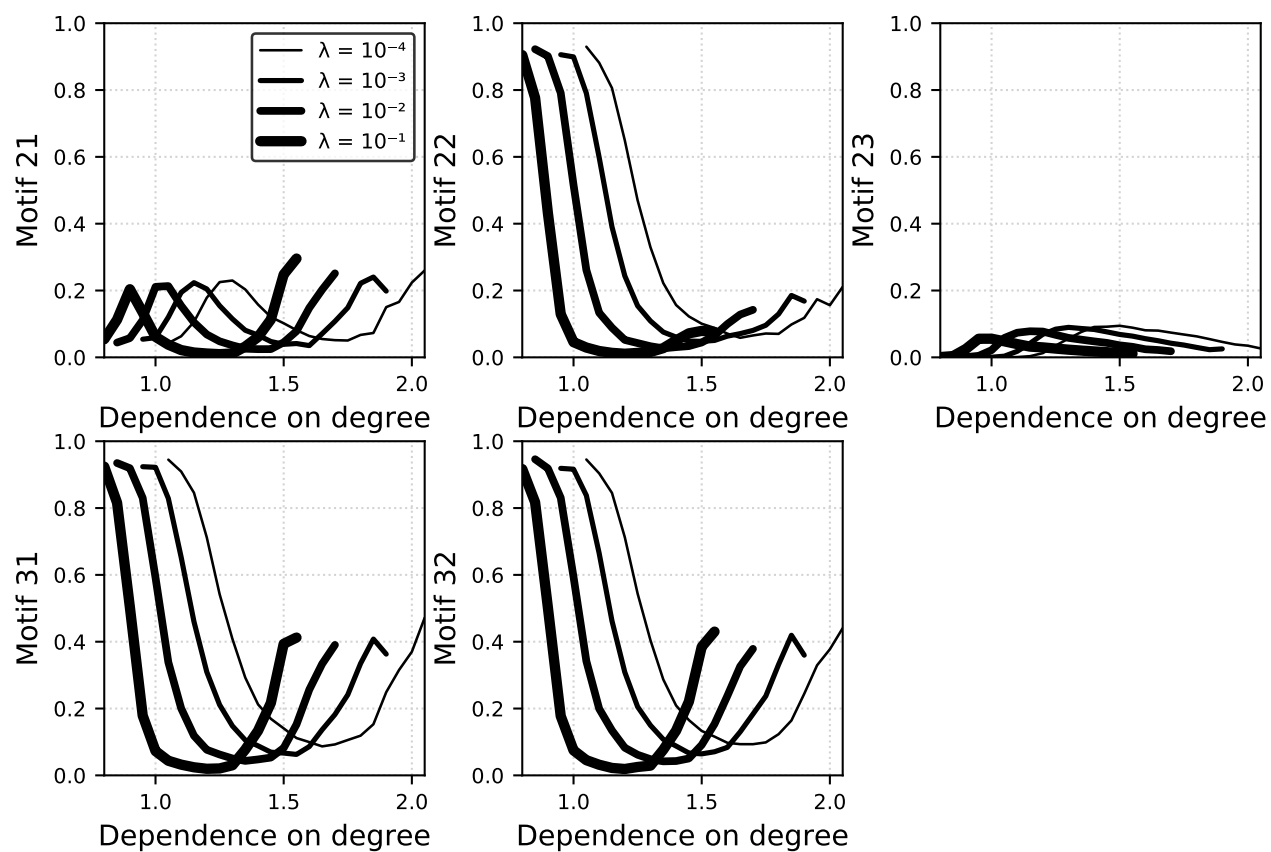 Motif 21
1.0
0.8
0.6
0.4
0.2
0.0
λ = 10⁻⁴
λ = 10⁻³
λ = 10⁻²
λ = 10⁻¹
1.0 1.5 2.0
Dependence on degree
Motif 22
1.0
0.8
0.6
0.4
0.2
0.0
1.0 1.5 2.0
Dependence on degree
Motif 23
1.0
0.8
0.6
0.4
0.2
0.0
1.0 1.5 2.0
Dependence on degree
Motif 31
1.0
0.8
0.6
0.4
0.2
0.0
1.0 1.5 2.0
Dependence on degree
Motif 32
1.0
0.8
0.6
0.4
0.2
0.0
1.0 1.5 2.0
Dependence on degree